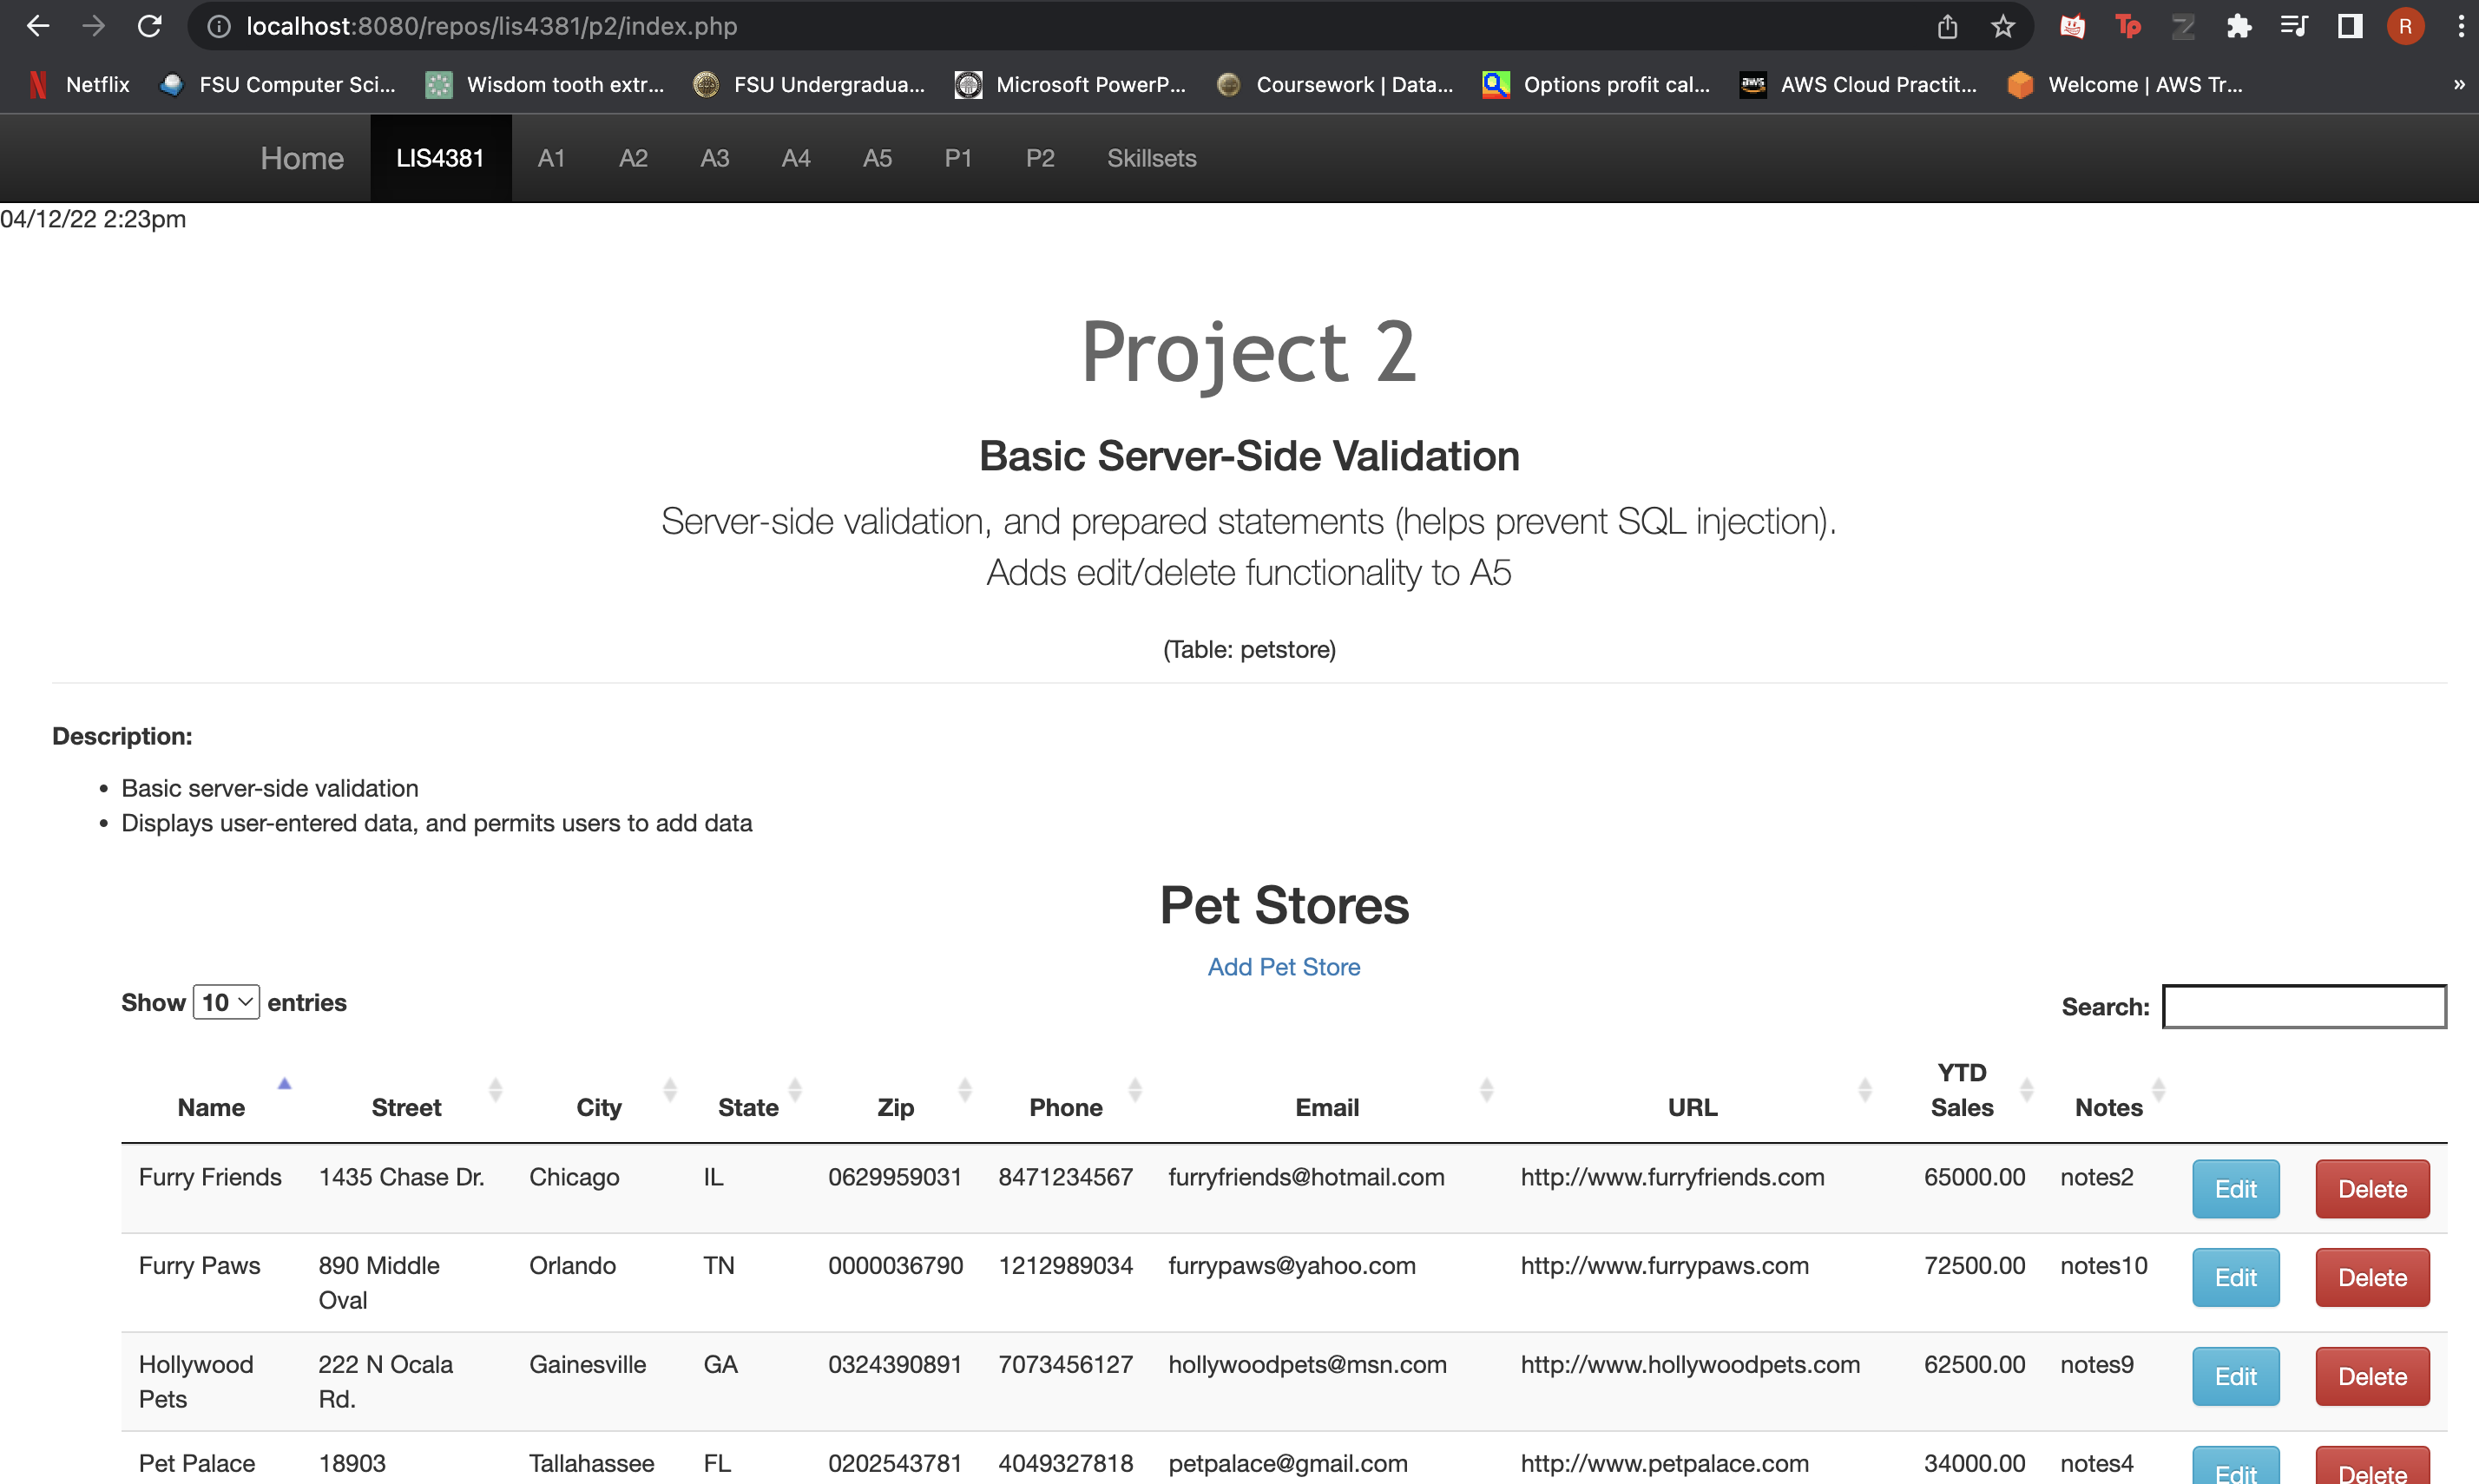 localhost:8080/repos/lis4381/p2/index.php
Tp
Z
R
N Netflix FSU Computer Sci... Wisdom tooth extr... FSU Undergradua... Microsoft PowerP... Coursework | Data... Options profit cal... aws AWS Cloud Practit... Welcome | AWS Tr... »
Home LIS4381 A1 A2 A3 A4 A5 P1 P2 Skillsets
04/12/22 2:23pm
Project 2
Basic Server-Side Validation
Server-side validation, and prepared statements (helps prevent SQL injection).
Adds edit/delete functionality to A5
(Table: petstore)
Description:
• Basic server-side validation
• Displays user-entered data, and permits users to add data
Pet Stores
Add Pet Store
Show 10 entries
Search:
YTD
Name Street City State Zip Phone Email URL Sales Notes
Furry Friends 1435 Chase Dr. Chicago IL 0629959031 8471234567 furryfriends@hotmail.com http://www.furryfriends.com 65000.00 notes2 Edit Delete
Furry Paws 890 Middle Orlando TN 0000036790 1212989034 furrypaws@yahoo.com http://www.furrypaws.com 72500.00 notes10 Edit Delete
Oval
Hollywood 222 N Ocala Gainesville GA 0324390891 7073456127 hollywoodpets@msn.com http://www.hollywoodpets.com 62500.00 notes9 Edit Delete
Pets Rd.
Pet Palace 18903 Tallahassee FL 0202543781 4049327818 petpalace@gmail.com http://www.petpalace.com 34000.00 notes4 Edit Delete